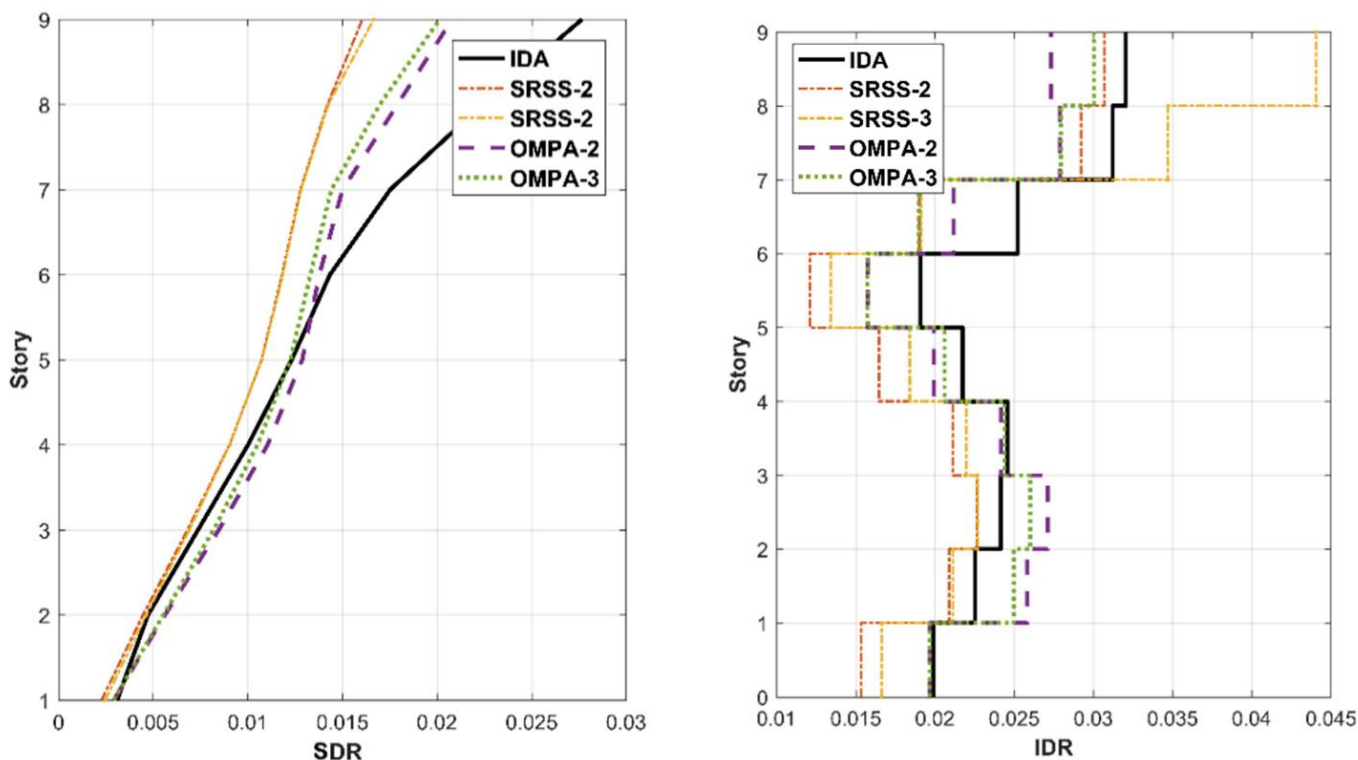 9
8
7
6
5
4
3
2
1
Story
0
0.005
0.01
0.015
0.02
0.025
0.03
SDR
IDA
SRSS-2
SRSS-2
OMPA-2
OMPA-3
9
8
7
6
5
4
3
2
1
0
Story
0.01
0.015
0.02
0.025
0.03
0.035
0.04
0.045
IDR
IDA
SRSS-2
SRSS-3
OMPA-2
OMPA-3